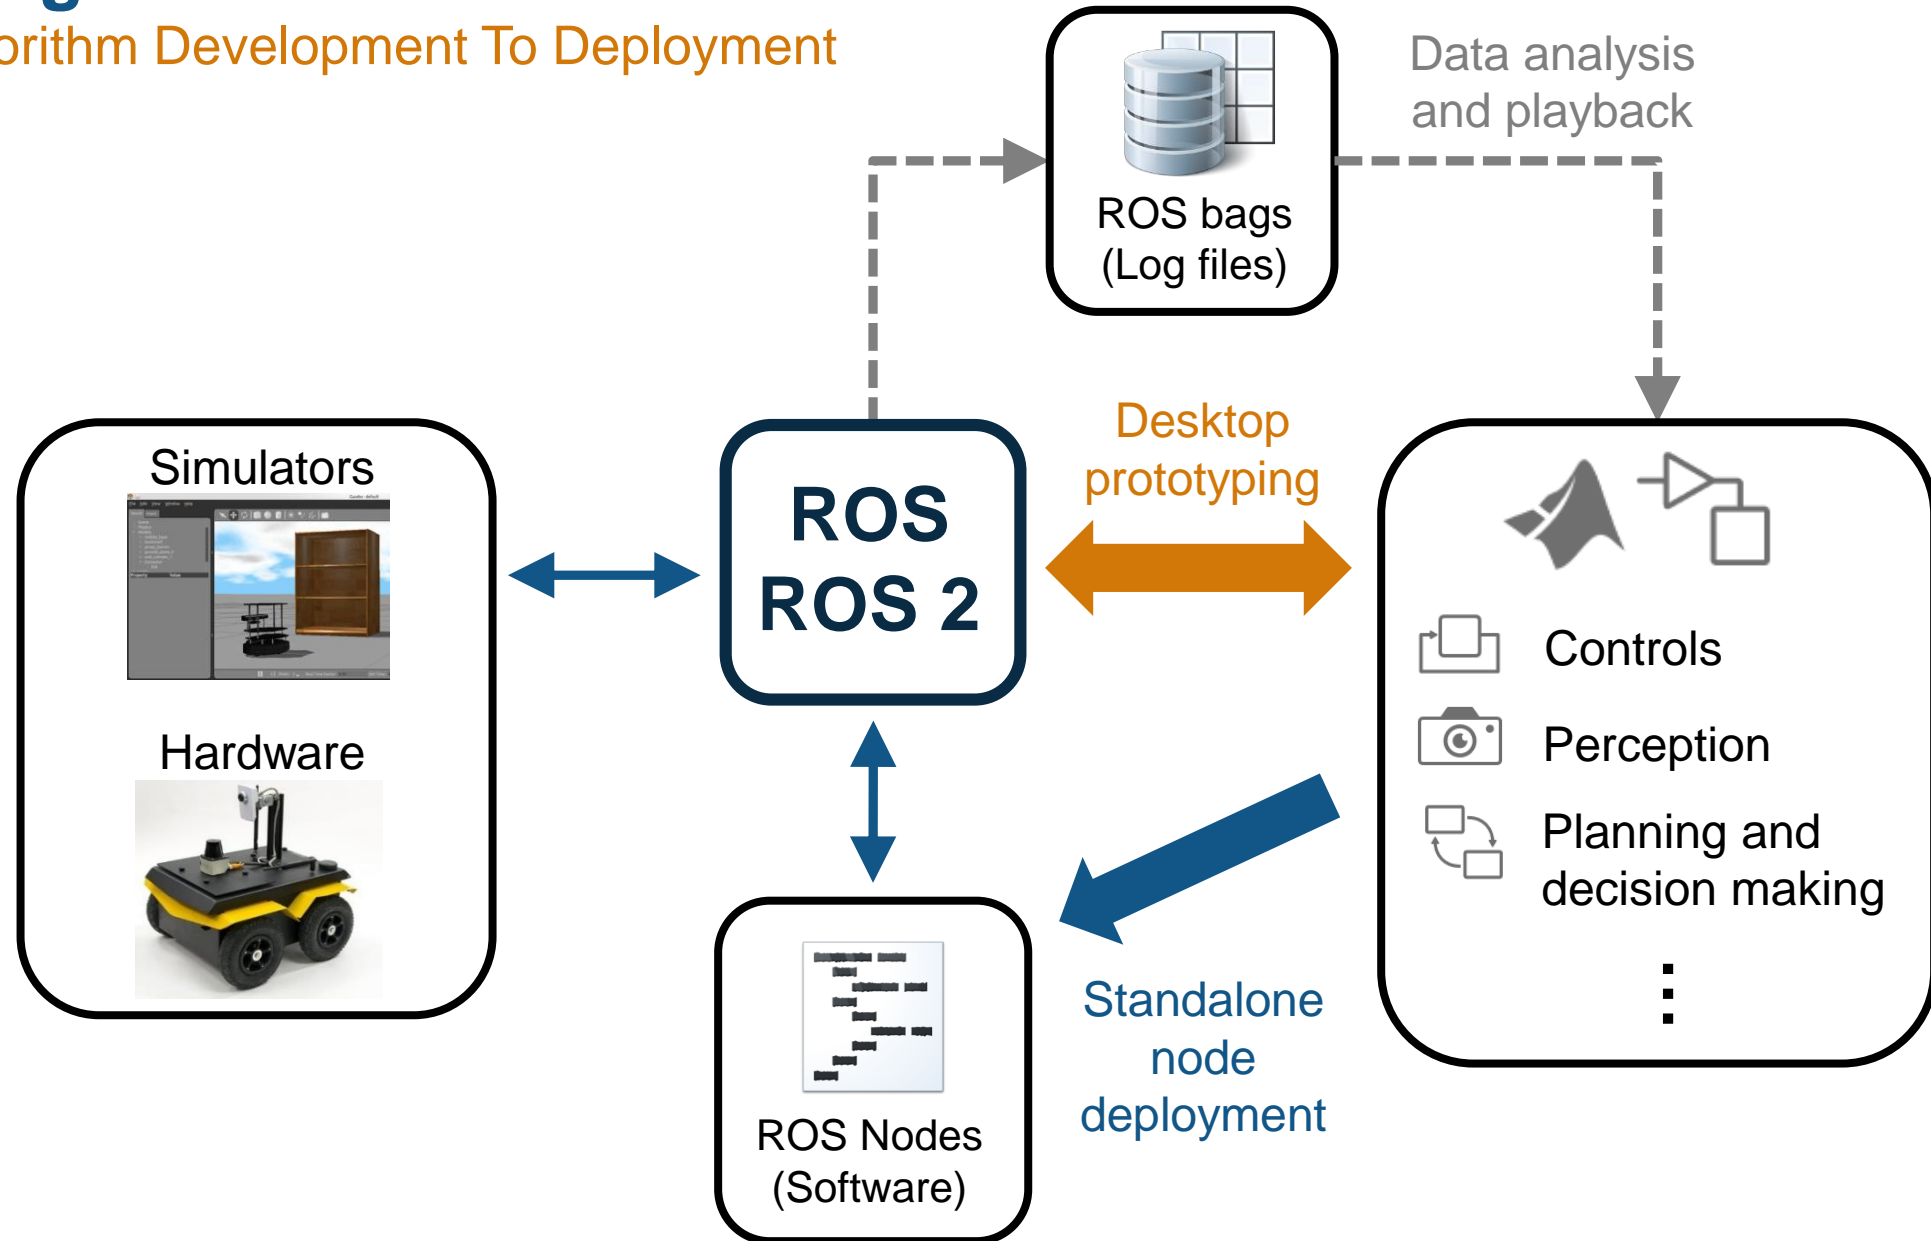 orithm Development To Deployment
Data analysis
and playback
ROS bags
(Log files)
Simulators
Hardware
ROS
ROS 2
Desktop
prototyping
Controls
Perception
Planning and
decision making
Standalone
node
deployment
ROS Nodes
(Software)